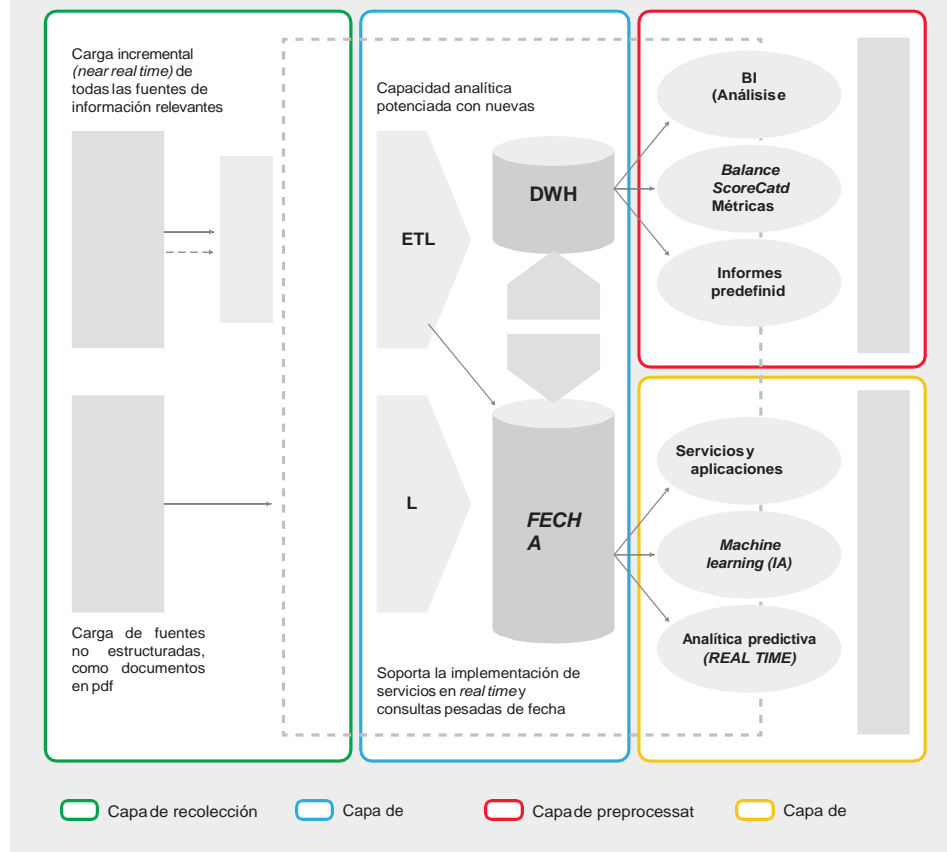 Carga incremental
(near real time) de
todas las fuentes de
información relevantes
Carga de fuentes
no estructuradas,
como documentos
en pdf
Capacidad analítica
potenciada con nuevas
ETL
DWH
L
FECH
A
Soporta la implementación de
servicios en real time y
consultas pesadas de fecha
BI
(Análisis e
Balance
ScoreCatd
Métricas
Informes
predefinid
Servicios y
aplicaciones
Machine
learning (IA)
Analítica predictiva
(REAL TIME)
Capa de recolección
Capa de
Capa de preprocessat
Capa de